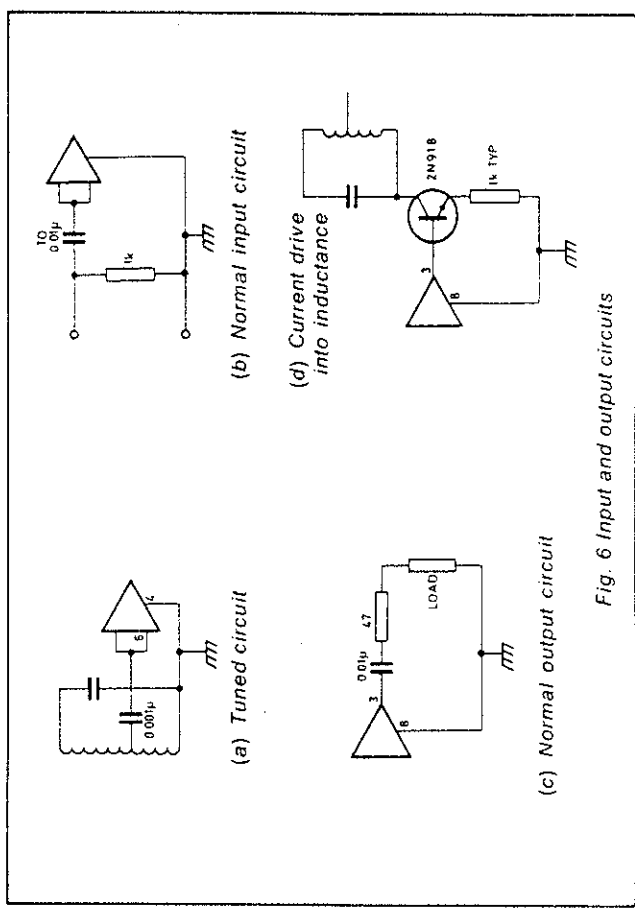 0.001µ
6
4
(a) Tuned circuit
TO
0.01µ
1k
(b) Normal input circuit
3
8
0.01µ
47
LOAD
(c) Normal output circuit
(d) Current drive
into inductance
3
8
2N918
1k TYP
Fig. 6 Input and output circuits